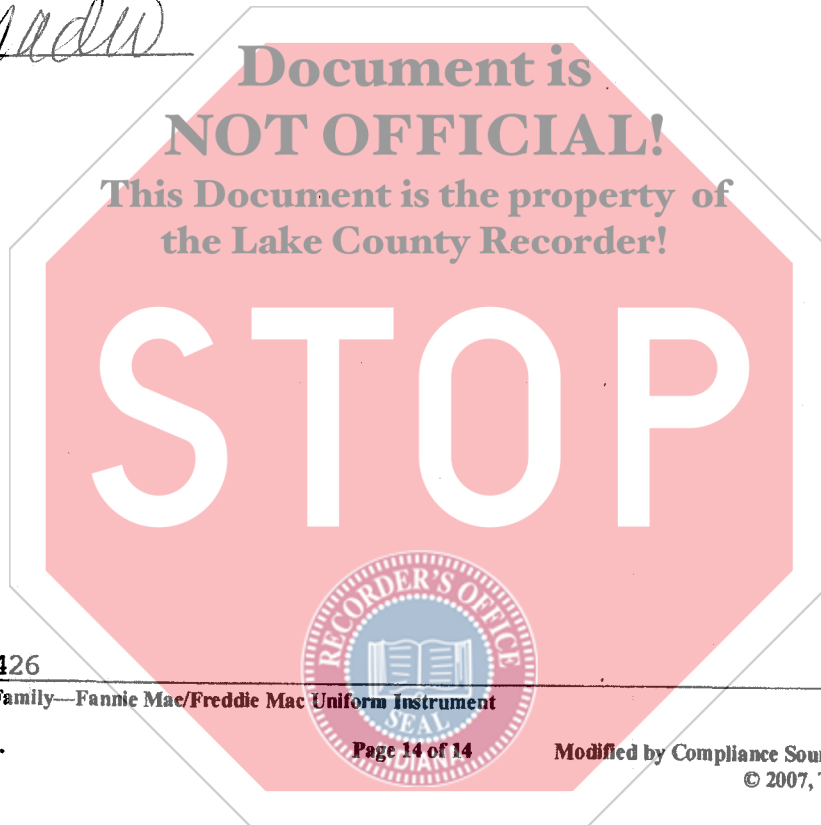 Document is
NOT OFFICIAL!
This Document is the property of
the Lake County Recorder!
STOP
RECORDER'S OFFICE
SEAL
INDIANA
426
Family—Fannie Mae/Freddie Mac Uniform Instrument
Page 14 of 14
Modified by Compliance
© 2007,